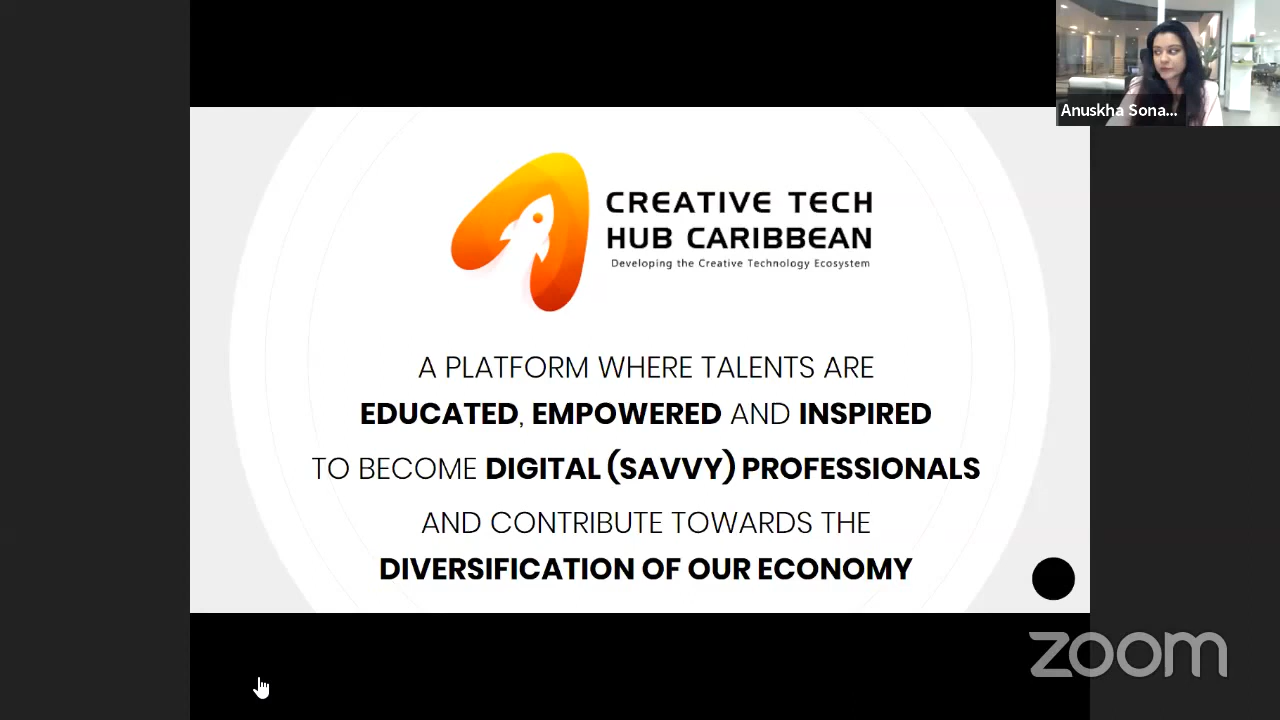 Anuskha Sona...
CREATIVE TECH
HUB CARIBBEAN
Developing the Creative Technology Ecosystem
A PLATFORM WHERE TALENTS ARE
EDUCATED, EMPOWERED AND INSPIRED
TO BECOME DIGITAL (SAVVY) PROFESSIONALS
AND CONTRIBUTE TOWARDS THE
DIVERSIFICATION OF OUR ECONOMY
zoom